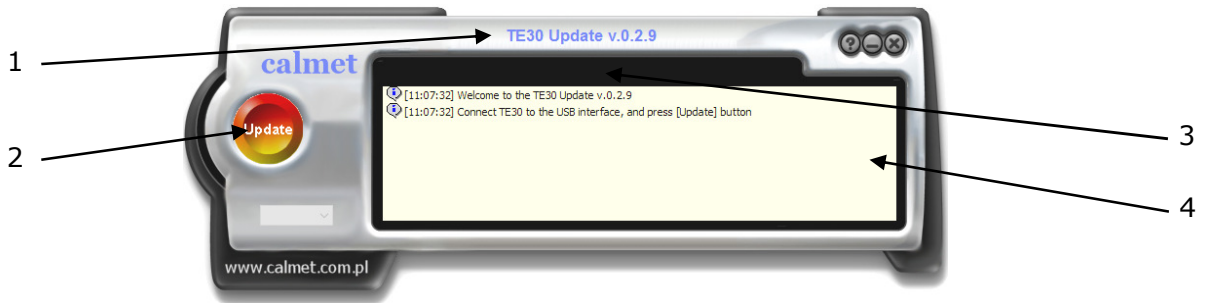 1
TE30 Update v.0.2.9
?
calmet
[11:07:32] Welcome to the TE30 Update v.0.2.9
[11:07:32] Connect TE30 to the USB interface, and press [Update] button
Update
2
3
4
www.calmet.com.pl